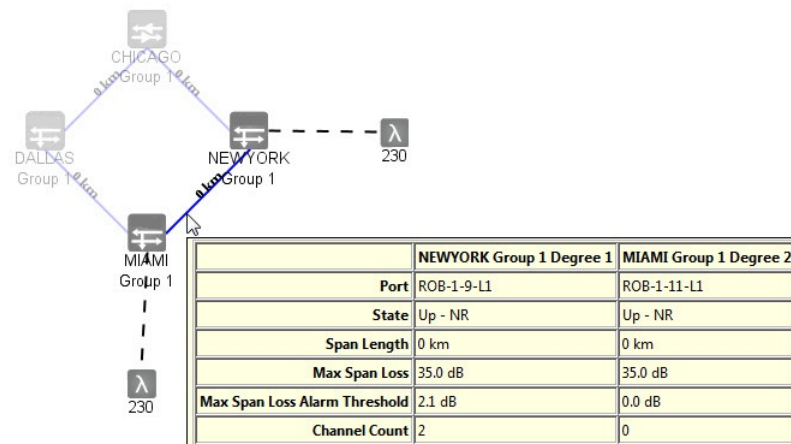 CHICAGO
Group 1
0 km
0 km
DALLAS
Group 1
NEWYORK
Group 1
λ
230
0 km
0 km
MIAMI
Group 1
λ
230
NEWYORK Group 1 Degree 1 MIAMI Group 1 Degree 2
Port ROB-1-9-L1 ROB-1-11-L1
State Up - NR Up - NR
Span Length 0 km 0 km
Max Span Loss 35.0 dB 35.0 dB
Max Span Loss Alarm Threshold 2.1 dB 0.0 dB
Channel Count 2 0